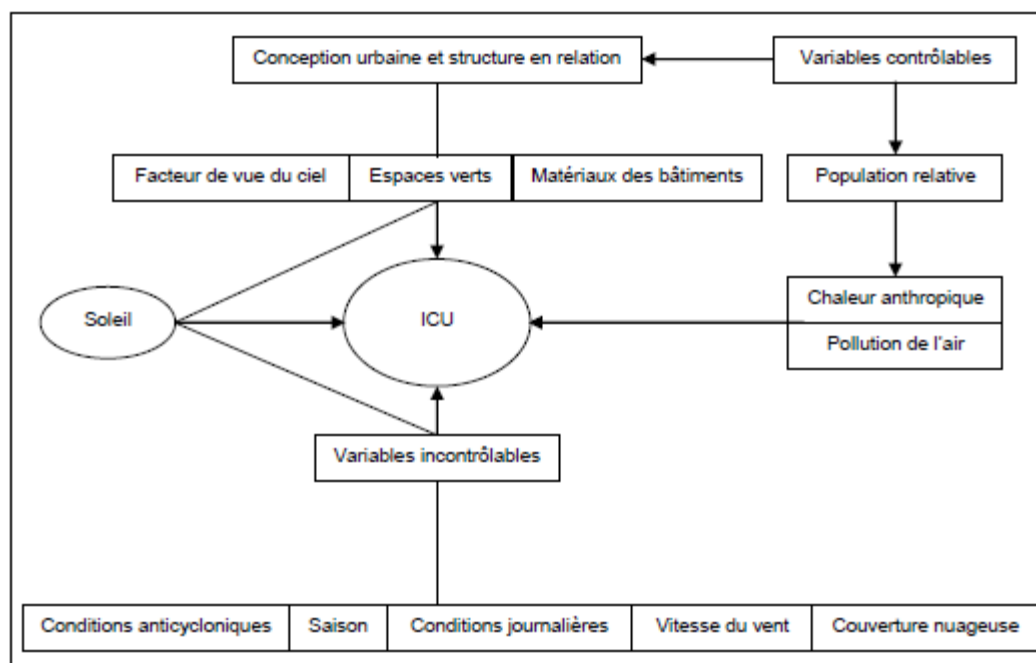 Conception urbaine et structure en relation
Variables contrôlables
Facteur de vue du ciel
Espaces verts
Matériaux des bâtiments
Population relative
Soleil
ICU
Chaleur anthropique
Pollution de l'air
Variables incontrôlables
Conditions anticycloniques
Saison
Conditions journalières
Vitesse du vent
Couverture nuageuse